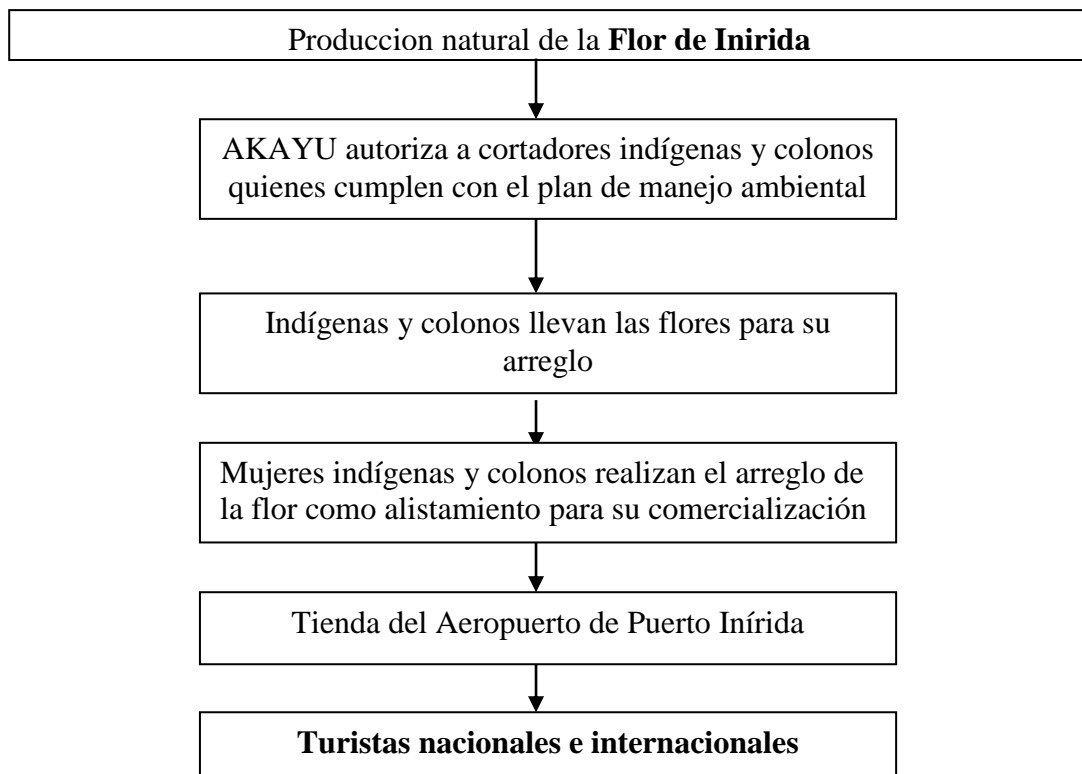 Produccion natural de la Flor de Inirida
AKAYU autoriza a cortadores indígenas y colonos
quienes cumplen con el plan de manejo ambiental
Indígenas y colonos llevan las flores para su
arreglo
Mujeres indígenas y colonos realizan el arreglo de
la flor como alistamiento para su comercialización
Tienda del Aeropuerto de Puerto Inírida
Turistas nacionales e internacionales